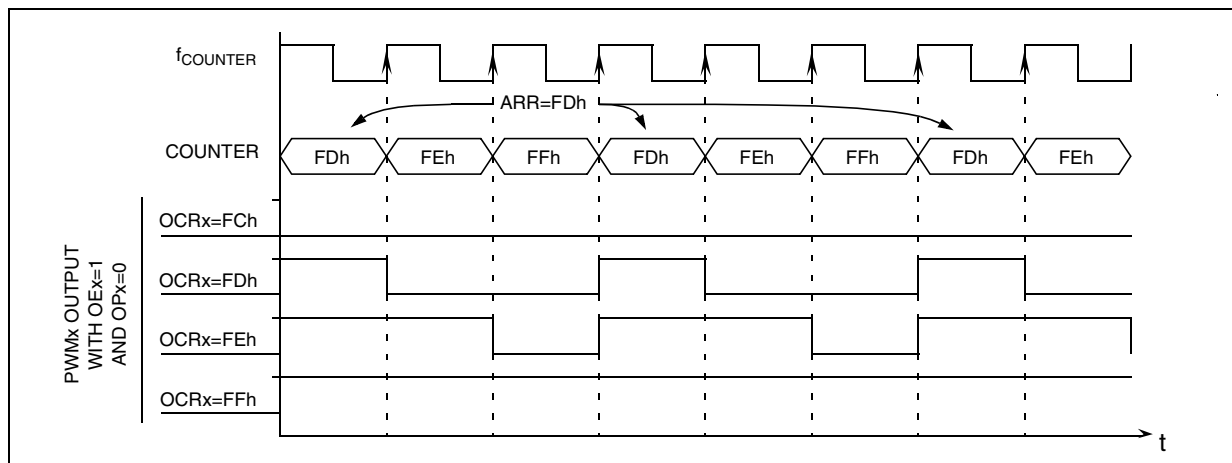 fCOUNTER
ARR=FDh
COUNTER FDh FEh FFh FDh FEh FFh FDh FEh
PWMx OUTPUT
WITH OEx=1
AND OPx=0
OCRx=FCh
OCRx=FDh
OCRx=FEh
OCRx=FFh
t